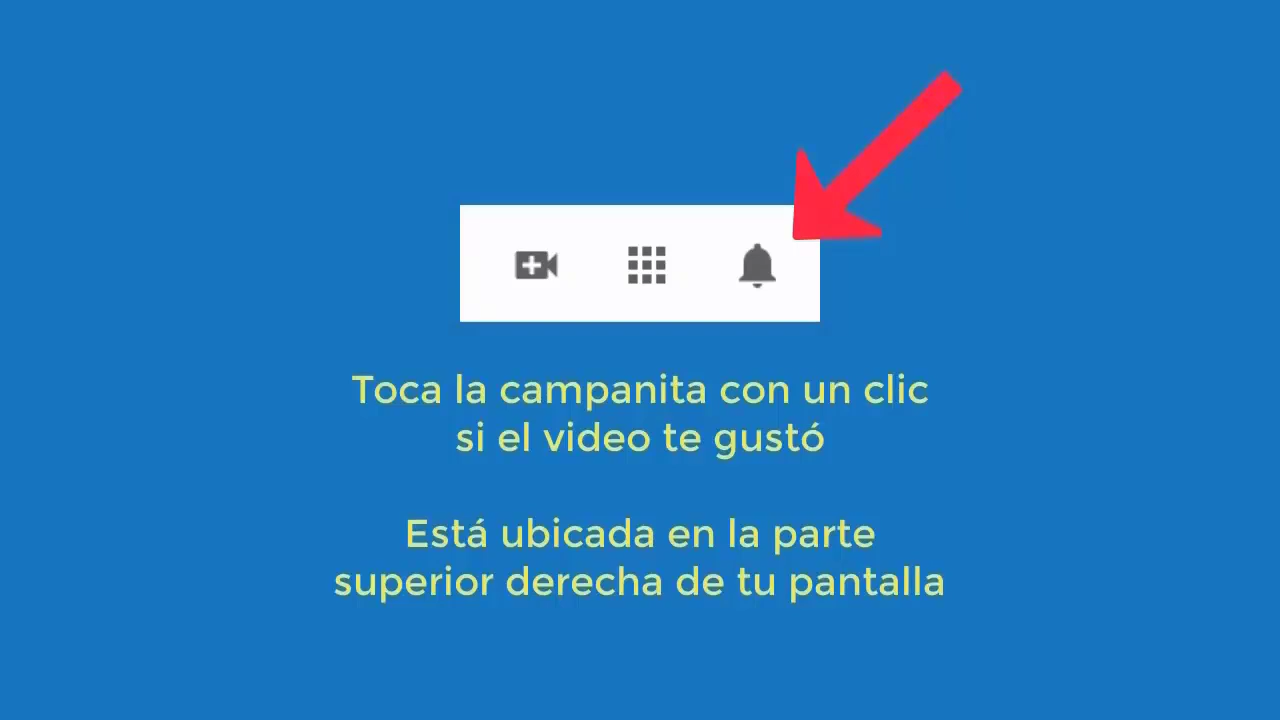 Toca la campanita con un clic
si el video te gustó
Está ubicada en la parte
superior derecha de tu pantalla